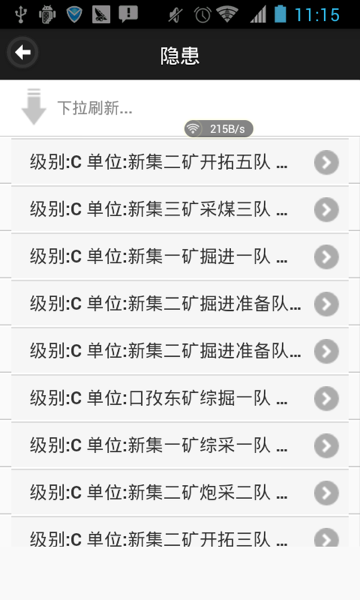 11:15
隐患
下拉刷新...
215B/s
级别:C 单位:新集二矿开拓五队 ...
级别:C 单位:新集三矿采煤三队 ...
级别:C 单位:新集一矿掘进一队 ...
级别:C 单位:新集二矿掘进准备队...
级别:C 单位:新集二矿掘进准备队...
级别:C 单位:口孜东矿综掘一队 ...
级别:C 单位:新集一矿综采一队 ...
级别:C 单位:新集二矿炮采二队 ...
级别:C 单位:新集二矿开拓三队 ...